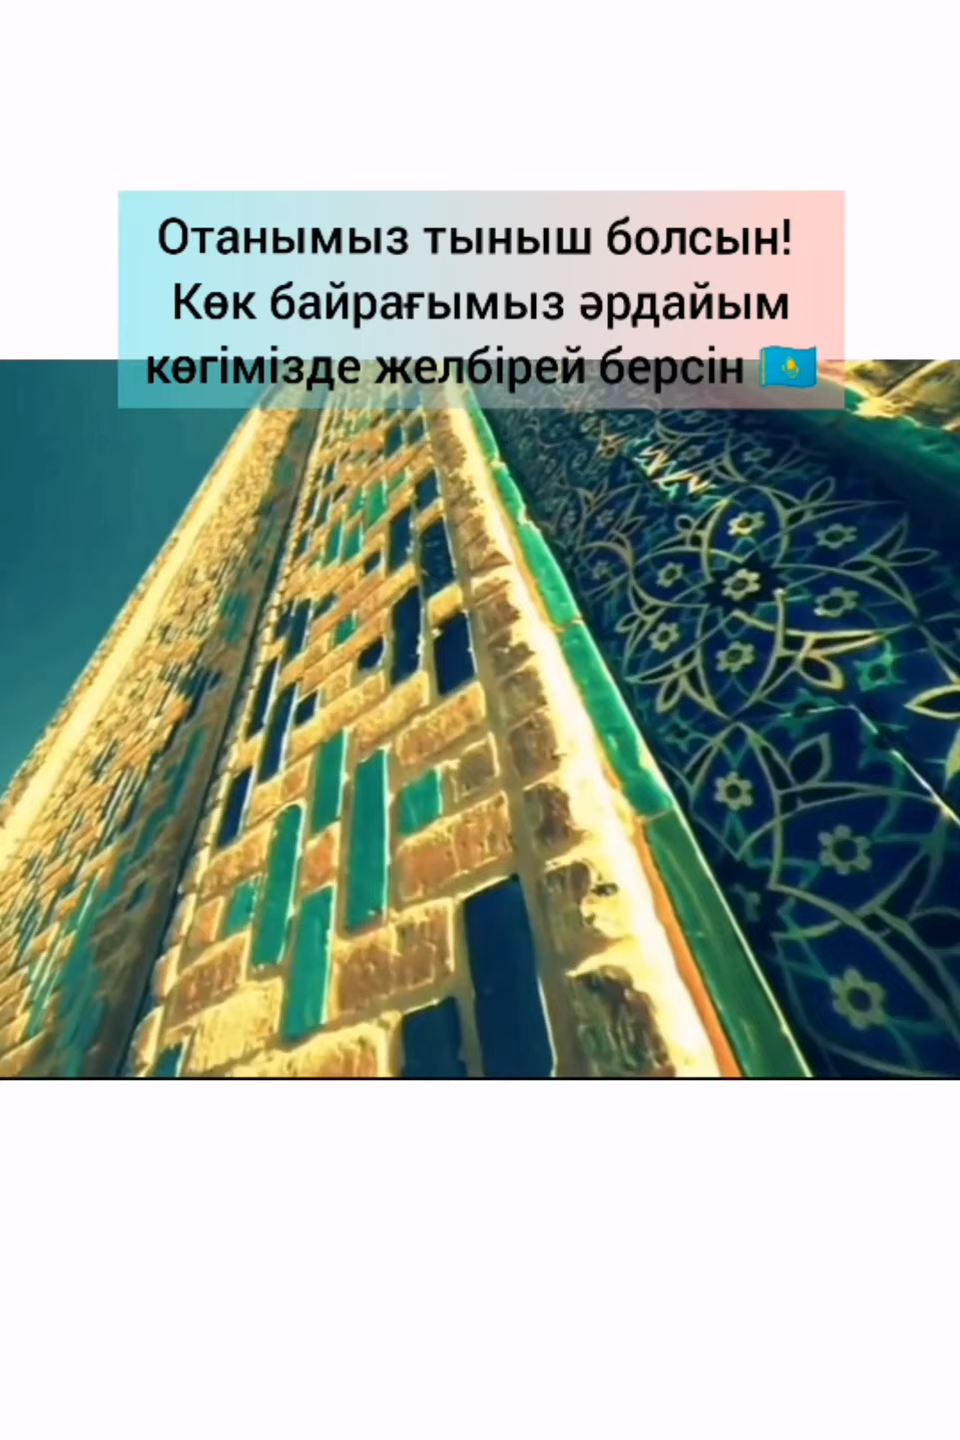 Отанымыз тыныш болсын!
Көк байрағымыз әрдайым
көгімізде желбірей берсін 🇰🇿